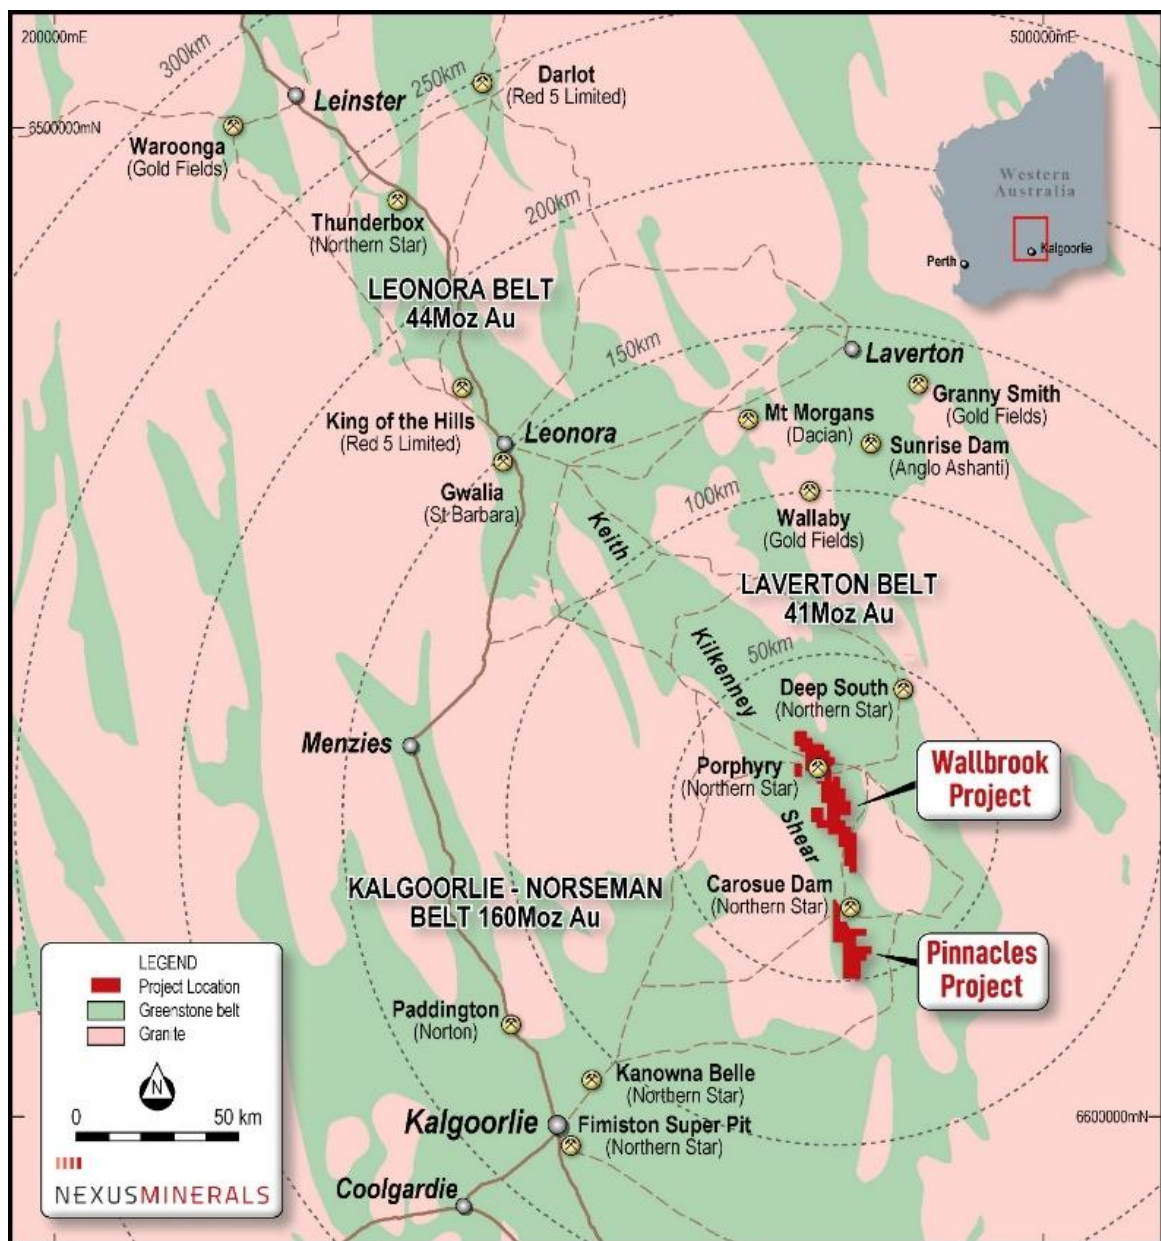 200000mE
500000mE
300km
250km
Darlot
(Red 5 Limited)
Leinster
6500000mN
Waroonga
(Gold Fields)
Western
Australia
200km
Thunderbox
(Northern Star)
Kalgoorlie
Perth
LEONORA BELT
44Moz Au
150km
Laverton
Granny Smith
(Gold Fields)
King of the Hills
(Red 5 Limited)
Mt Morgans
(Dacian)
Leonora
Sunrise Dam
(Anglo Ashanti)
Gwalia
(St Barbara)
100km
Wallaby
(Gold Fields)
Keith
LAVERTON BELT
41Moz Au
Kilkenney
50km
Deep South
(Northern Star)
Menzies
Porphyry
(Northern Star)
Wallbrook
Project
Shear
KALGOORLIE - NORSEMAN
BELT 160Moz Au
Carosue Dam
(Northern Star)
Pinnacles
Project
LEGEND
Project Location
Greenstone belt
Granite
N
0 50 km
NEXUSMINERALS
Paddington
(Norton)
Kanowna Belle
(Northern Star)
Kalgoorlie
Fimiston Super Pit
(Northern Star)
6600000mN
Coolgardie